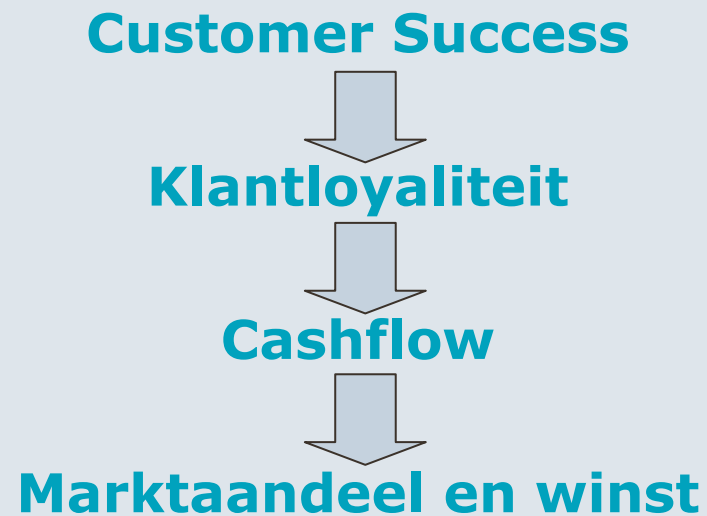 Customer Success
Klantloyaliteit
Cashflow
Marktaandeel en winst